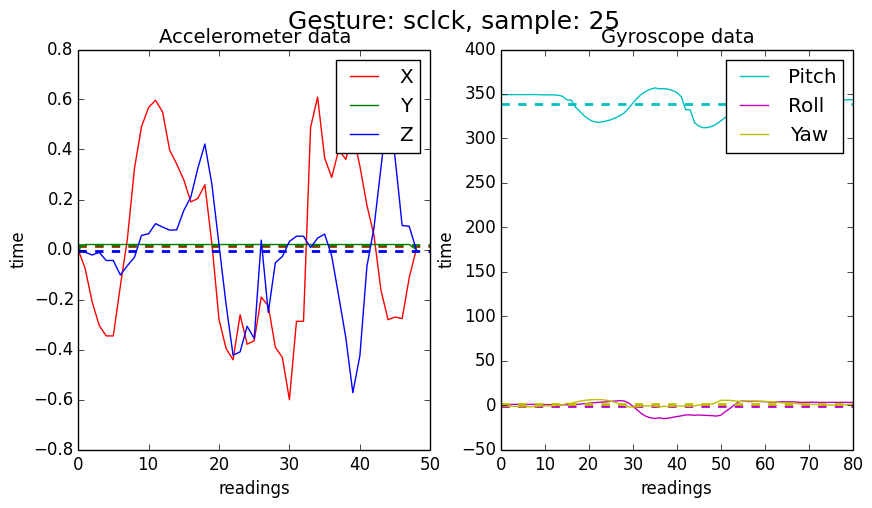 Gesture: sclck, sample: 25
Accelerometer data
Gyroscope data
0.8
0.6
0.4
0.2
0.0
−0.2
−0.4
−0.6
−0.8
time
0 10 20 30 40 50
readings
X
Y
Z
400
350
300
250
200
150
100
50
0
−50
time
0 10 20 30 40 50 60 70 80
readings
Pitch
Roll
Yaw